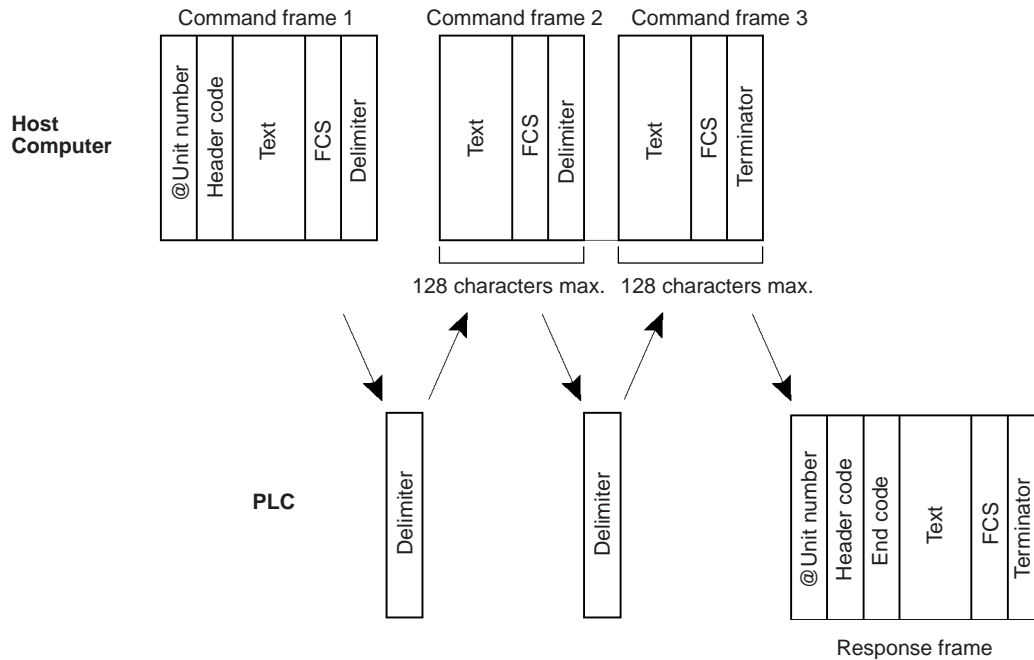 Command frame 1
Command frame 2
Command frame 3
Host
Computer
@Unit number
Header code
Text
FCS
Delimiter
Text
FCS
Delimiter
Text
FCS
Terminator
128 characters max.
128 characters max.
PLC
Delimiter
Delimiter
@Unit number
Header code
End code
Text
FCS
Terminator
Response frame